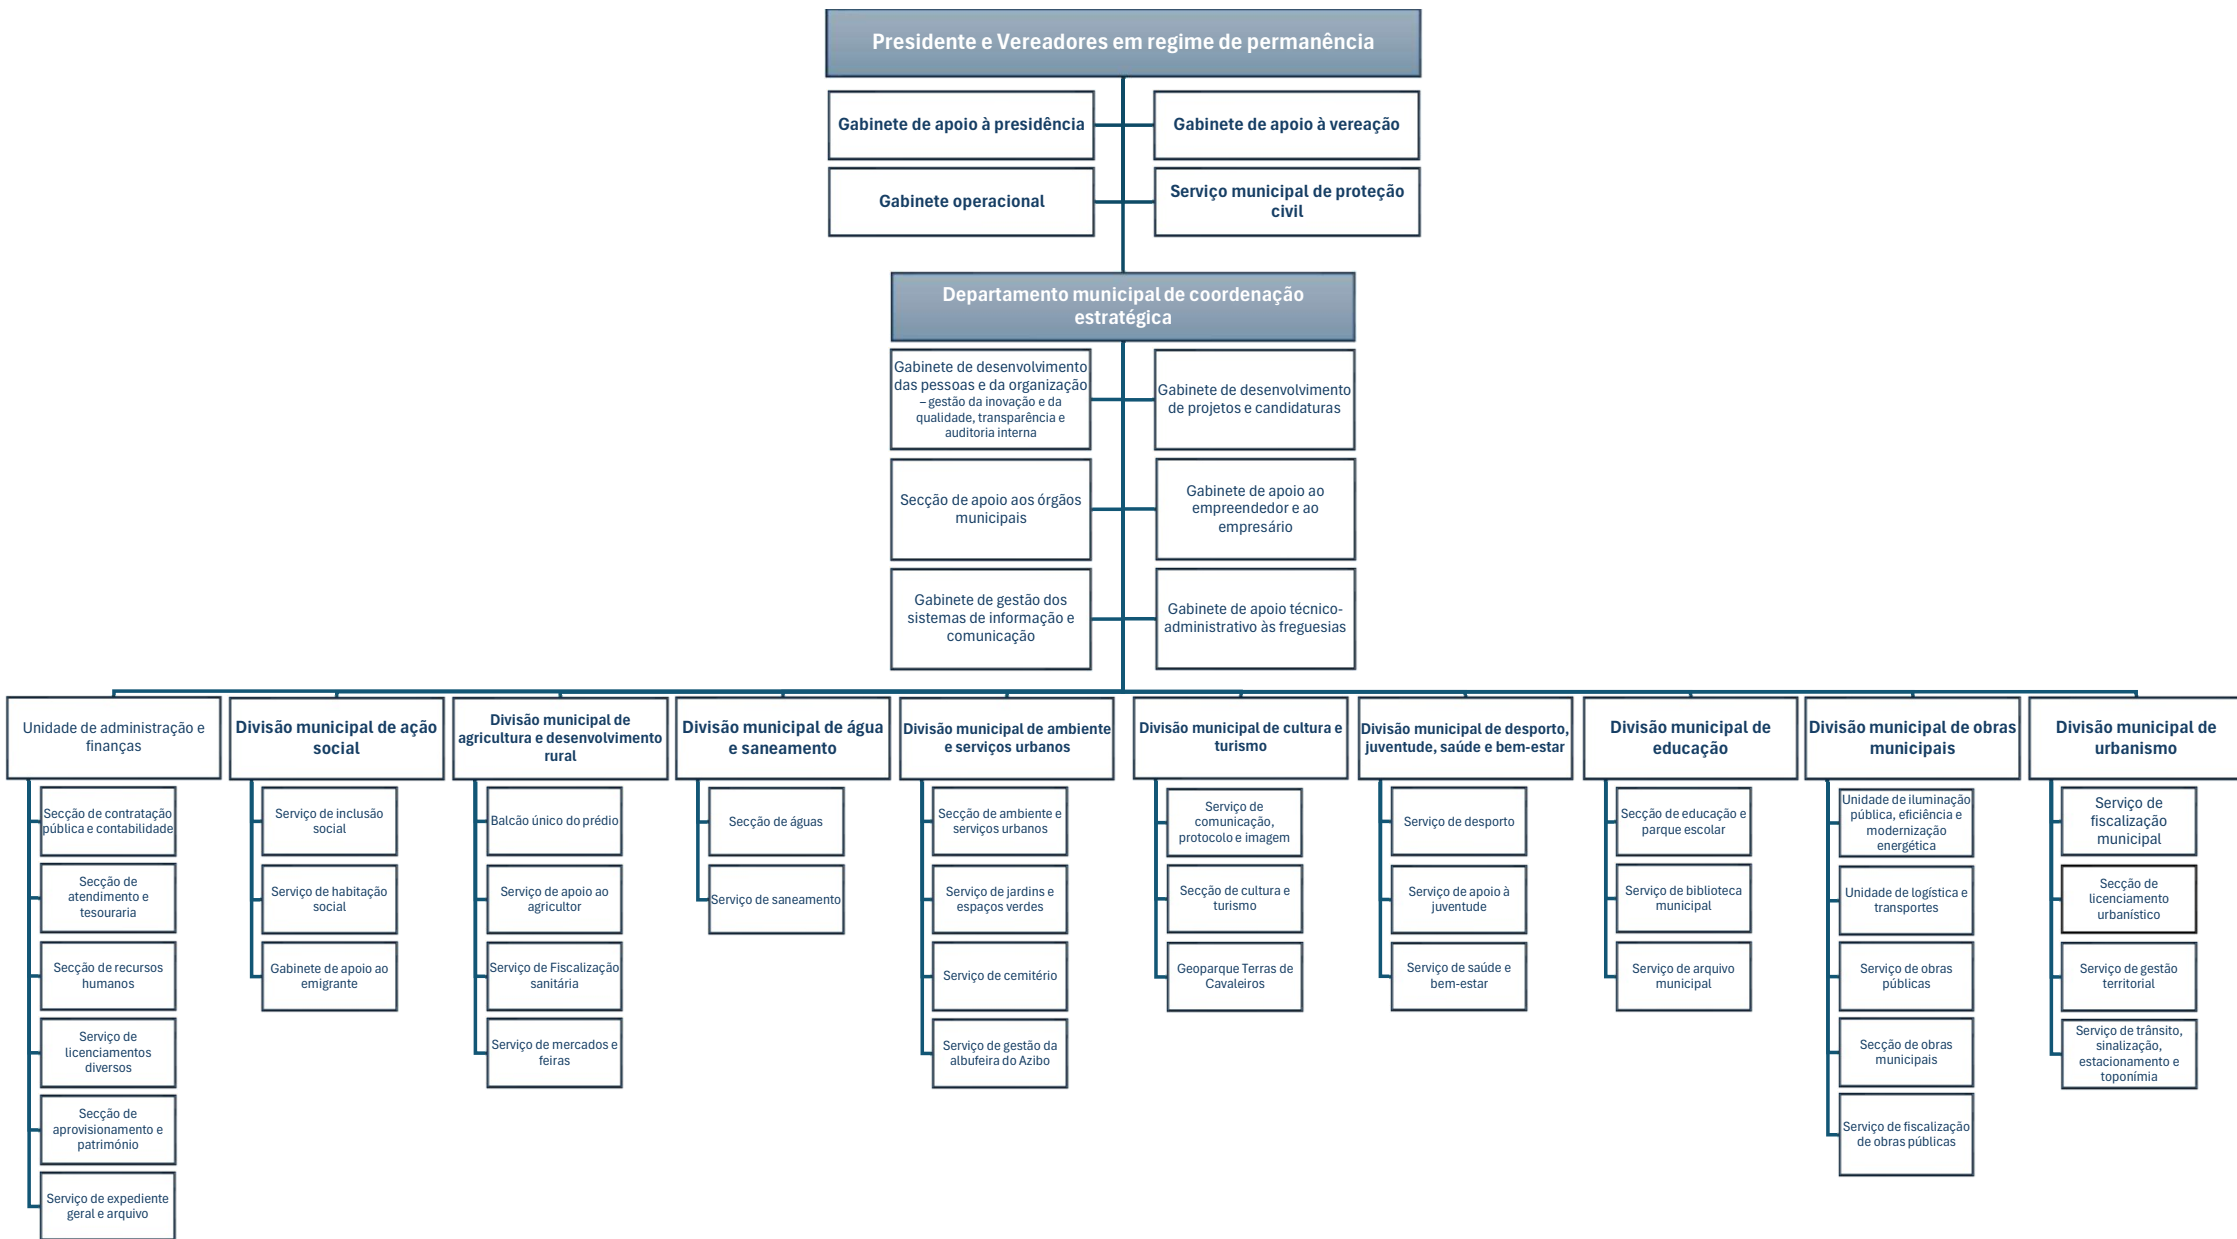 Presidente e Vereadores em regime de permanência
Gabinete de apoio à presidência
Gabinete de apoio à vereação
Gabinete operacional
Serviço municipal de proteção
civil
Departamento municipal de coordenação
estratégica
Gabinete de desenvolvimento
das pessoas e da organização
– gestão da inovação e da
qualidade, transparência e
auditoria interna
Gabinete de desenvolvimento
de projetos e candidaturas
Secção de apoio aos órgãos
municipais
Gabinete de apoio ao
empreendedor e ao
empresário
Gabinete de gestão dos
sistemas de informação e
comunicação
Gabinete de apoio técnico-
administrativo às freguesias
Unidade de administração e
finanças
Secção de contratação
pública e contabilidade
Secção de
atendimento e
tesouraria
Secção de recursos
humanos
Serviço de
licenciamentos
diversos
Secção de
aprovisionamento e
património
Serviço de expediente
geral e arquivo
Divisão municipal de ação
social
Serviço de inclusão
social
Serviço de habitação
social
Gabinete de apoio ao
emigrante
Divisão municipal de
agricultura e desenvolvimento
rural
Balcão único do prédio
Serviço de apoio ao
agricultor
Serviço de Fiscalização
sanitária
Serviço de mercados e
feiras
Divisão municipal de água
e saneamento
Secção de águas
Serviço de saneamento
Divisão municipal de ambiente
e serviços urbanos
Secção de ambiente e
serviços urbanos
Serviço de jardins e
espaços verdes
Serviço de cemitério
Serviço de gestão da
albufeira do Azibo
Divisão municipal de cultura e
turismo
Serviço de
comunicação,
protocolo e imagem
Secção de cultura e
turismo
Geoparque Terras de
Cavaleiros
Divisão municipal de desporto,
juventude, saúde e bem-estar
Serviço de desporto
Serviço de apoio à
juventude
Serviço de saúde e
bem-estar
Divisão municipal de
educação
Secção de educação e
parque escolar
Serviço de biblioteca
municipal
Serviço de arquivo
municipal
Divisão municipal de obras
municipais
Unidade de iluminação
pública, eficiência e
modernização
energética
Unidade de logística e
transportes
Serviço de obras
públicas
Secção de obras
municipais
Serviço de fiscalização
de obras públicas
Divisão municipal de
urbanismo
Serviço de
fiscalização
municipal
Secção de
licenciamento
urbanístico
Serviço de gestão
territorial
Serviço de trânsito,
sinalização,
estacionamento e
toponímia